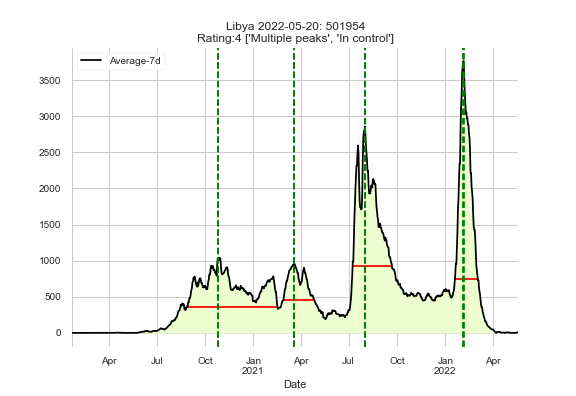 Libya 2022-05-20: 501954
Rating:4 ['Multiple peaks', 'In control']
Average-7d
3500
3000
2500
2000
1500
1000
500
0
Apr Jul Oct Jan Apr Jul Oct Jan Apr
2021 2022
Date